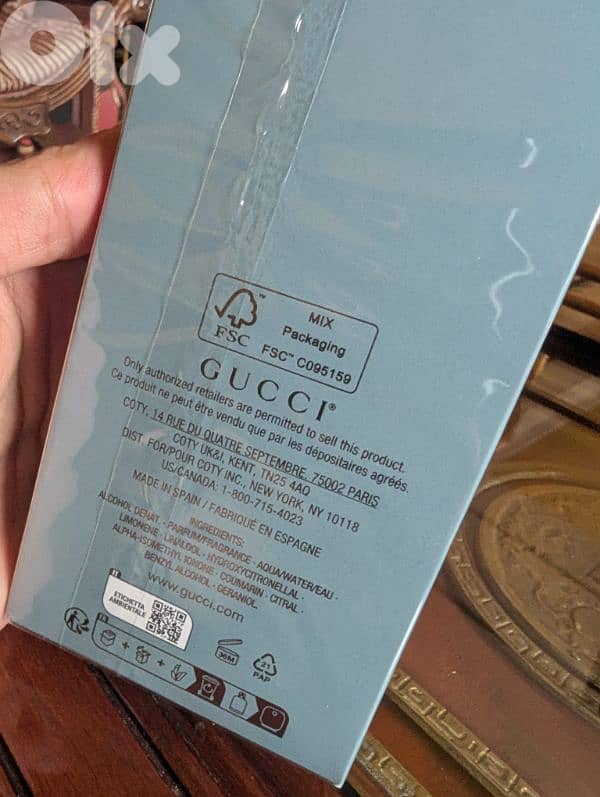 olx
MIX
Packaging
FSC™ C095159
FSC
GUCCI®
Only authorized retailers are permitted to sell this product.
Ce produit ne peut être vendu que par les dépositaires agréés.
COTY, 14 RUE DU QUATRE SEPTEMBRE, 75002 PARIS
COTY UK&I, KENT, TN25 4AQ
DIST. FOR/POUR COTY INC., NEW YORK, NY 10118
US/CANADA: 1-800-715-4023
MADE IN SPAIN / FABRIQUÉ EN ESPAGNE
INGREDIENTS:
ALCOHOL DENAT. · PARFUM/FRAGRANCE · AQUA/WATER/EAU ·
LIMONENE · LINALOOL · HYDROXYCITRONELLAL ·
ALPHA-ISOMETHYL IONONE · COUMARIN · CITRAL ·
BENZYL ALCOHOL · GERANIOL
www.gucci.com
IT
ETICHETTA
AMBIENTALE
36M
21
PAP
FR